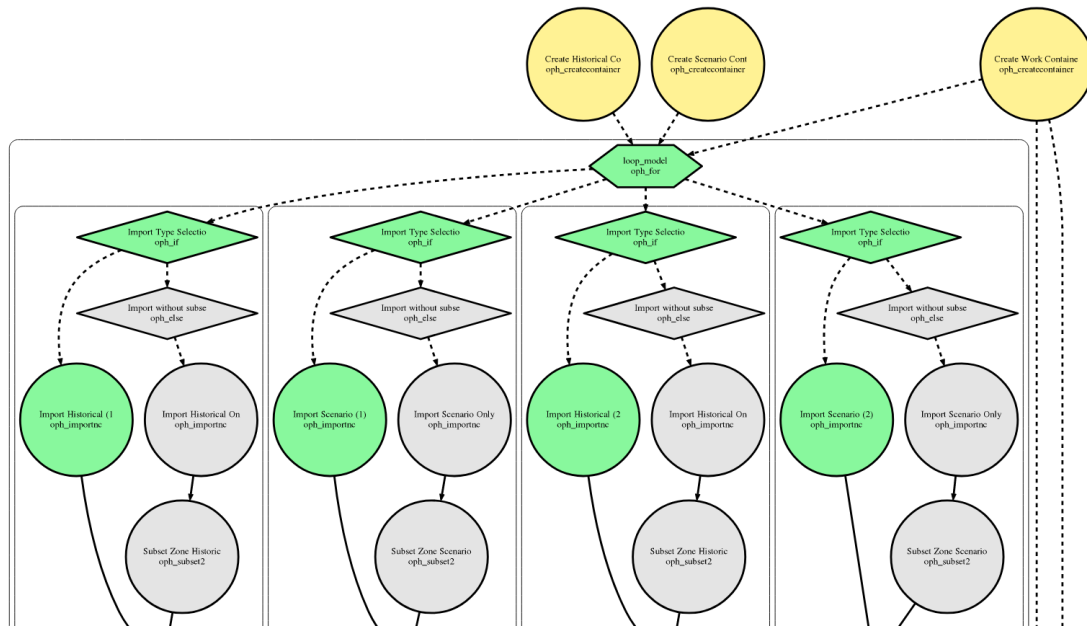 Create Historical Co
oph_createcontainer
Create Scenario Cont
oph_createcontainer
Create Work Containe
oph_createcontainer
loop_model
oph_for
Import Type Selectio
oph_if
Import Type Selectio
oph_if
Import Type Selectio
oph_if
Import Type Selectio
oph_if
Import without subse
oph_else
Import without subse
oph_else
Import without subse
oph_else
Import without subse
oph_else
Import Historical (1
oph_importnc
Import Historical On
oph_importnc
Import Scenario (1)
oph_importnc
Import Scenario Only
oph_importnc
Import Historical (2
oph_importnc
Import Historical On
oph_importnc
Import Scenario (2)
oph_importnc
Import Scenario Only
oph_importnc
Subset Zone Historic
oph_subset2
Subset Zone Scenario
oph_subset2
Subset Zone Historic
oph_subset2
Subset Zone Scenario
oph_subset2